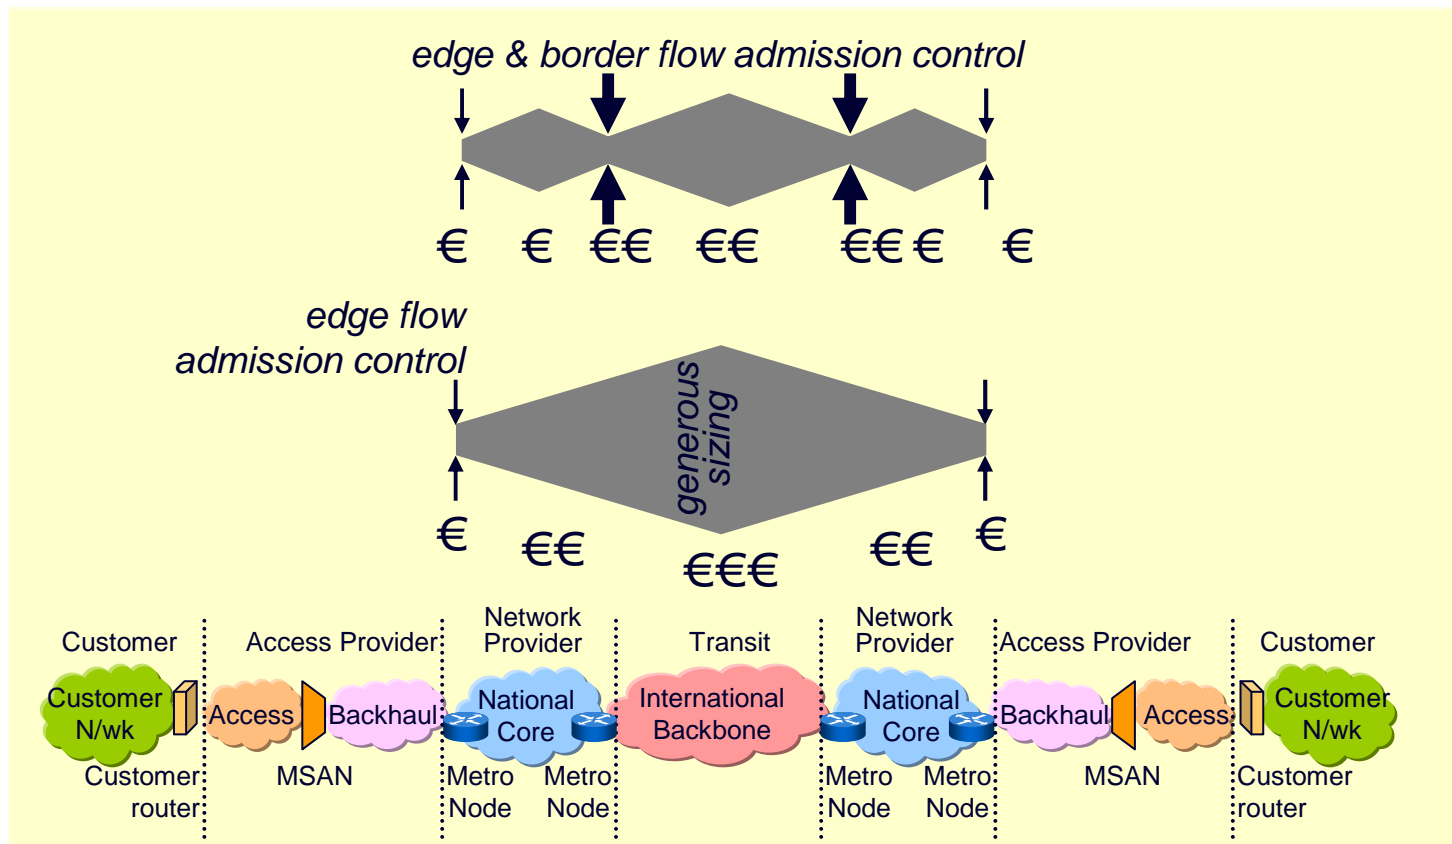 edge & border flow admission control
€ € €€ €€ €€ € €
edge flow
admission control
generous
sizing
€ €€ €€€ €€ €
Customer Access Provider Network Provider Transit Network Provider Access Provider Customer
Customer N/wk Access Backhaul National Core International Backbone National Core Backhaul Access Customer N/wk
Customer router MSAN Metro Node Metro Node Metro Node Metro Node MSAN Customer router